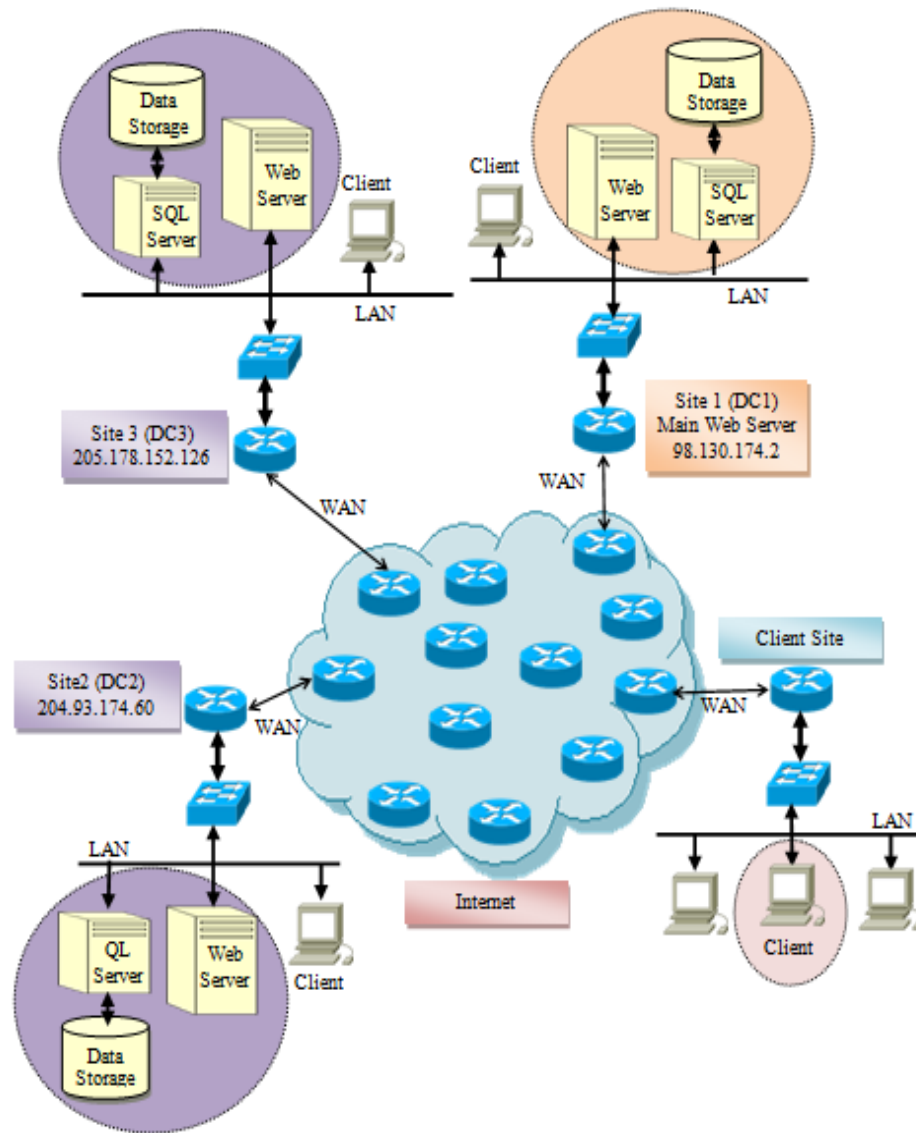 Data
Storage
SQL
Server
Web
Server
Client
LAN
Client
Web
Server
Data
Storage
SQL
Server
LAN
Site 3 (DC3)
205.178.152.126
Site 1 (DC1)
Main Web Server
98.130.174.2
WAN
WAN
Site2 (DC2)
204.93.174.60
WAN
Client Site
WAN
LAN
QL
Server
Web
Server
Client
Data
Storage
Internet
LAN
Client